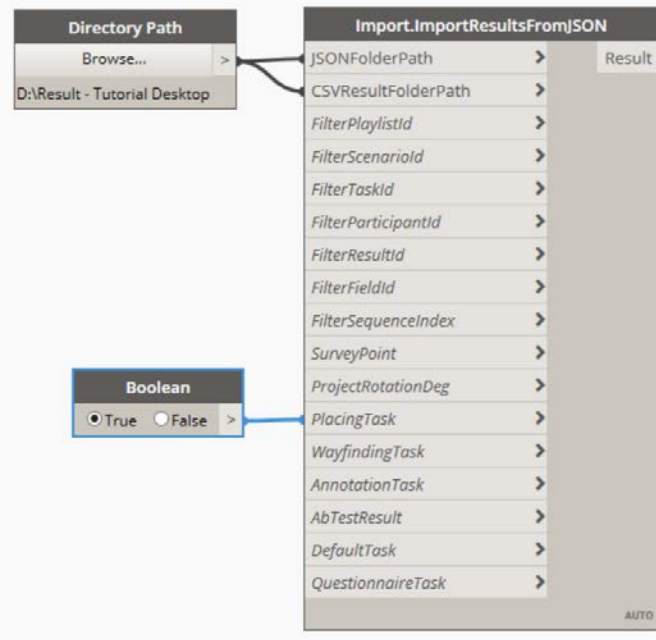 Directory Path
Browse... >
D:\Result - Tutorial Desktop
Import.ImportResultsFromJSON
JSONFolderPath > Result
CSVResultFolderPath >
FilterPlaylistId >
FilterScenarioId >
FilterTaskId >
FilterParticipantId >
FilterResultId >
FilterFieldId >
FilterSequenceIndex >
SurveyPoint >
ProjectRotationDeg >
Boolean
True False >
PlacingTask >
WayfindingTask >
AnnotationTask >
AbTestResult >
DefaultTask >
QuestionnaireTask >
AUTO